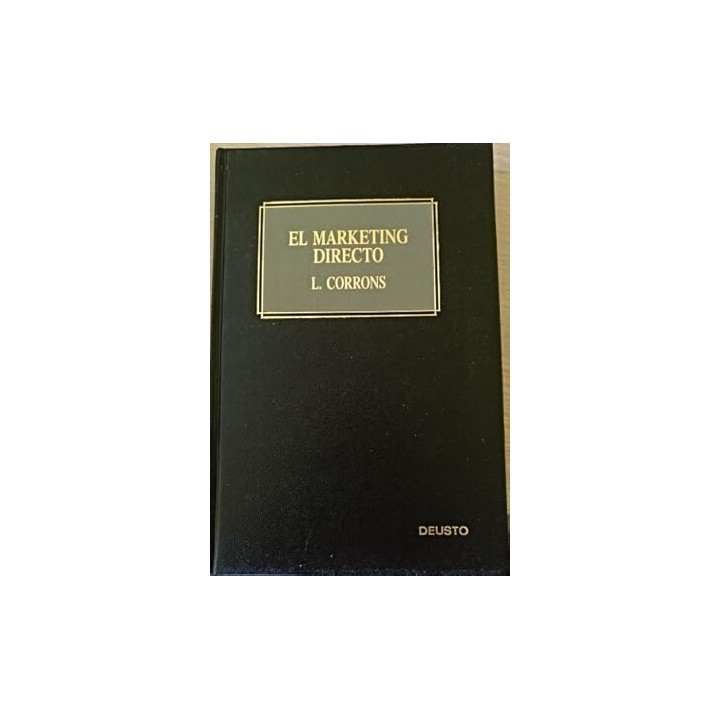 EL MARKETING
DIRECTO
L. CORRONS
DEUSTO